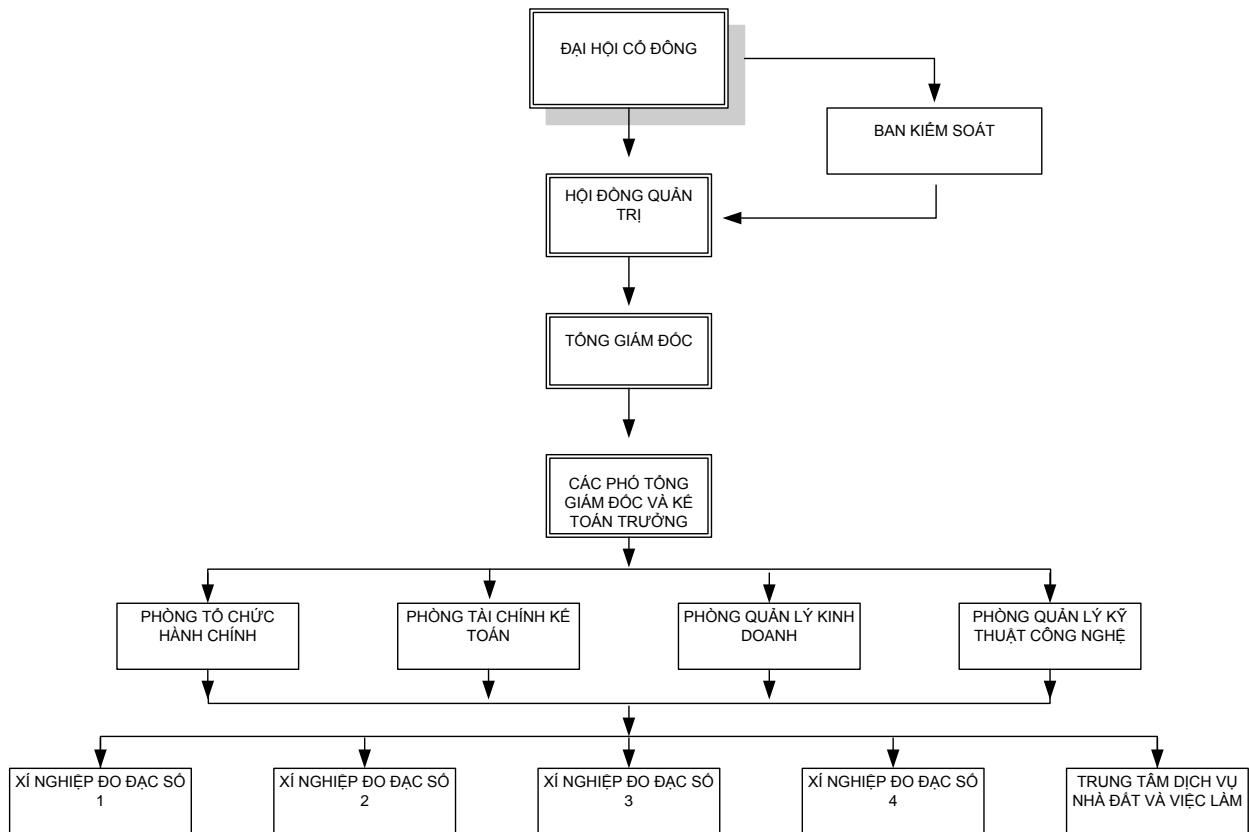 ĐẠI HỘI CỔ ĐÔNG
BAN KIỂM SOÁT
HỘI ĐỒNG QUẢN
TRỊ
TỔNG GIÁM ĐỐC
CÁC PHÓ TỔNG
GIÁM ĐỐC VÀ KẾ
TOÁN TRƯỞNG
PHÒNG TỔ CHỨC
HÀNH CHÍNH
PHÒNG TÀI CHÍNH KẾ
TOÁN
PHÒNG QUẢN LÝ KINH
DOANH
PHÒNG QUẢN LÝ KỸ
THUẬT CÔNG NGHỆ
XÍ NGHIỆP ĐO ĐẠC SỐ
1
XÍ NGHIỆP ĐO ĐẠC SỐ
2
XÍ NGHIỆP ĐO ĐẠC SỐ
3
XÍ NGHIỆP ĐO ĐẠC SỐ
4
TRUNG TÂM DỊCH VỤ
NHÀ ĐẤT VÀ VIỆC LÀM